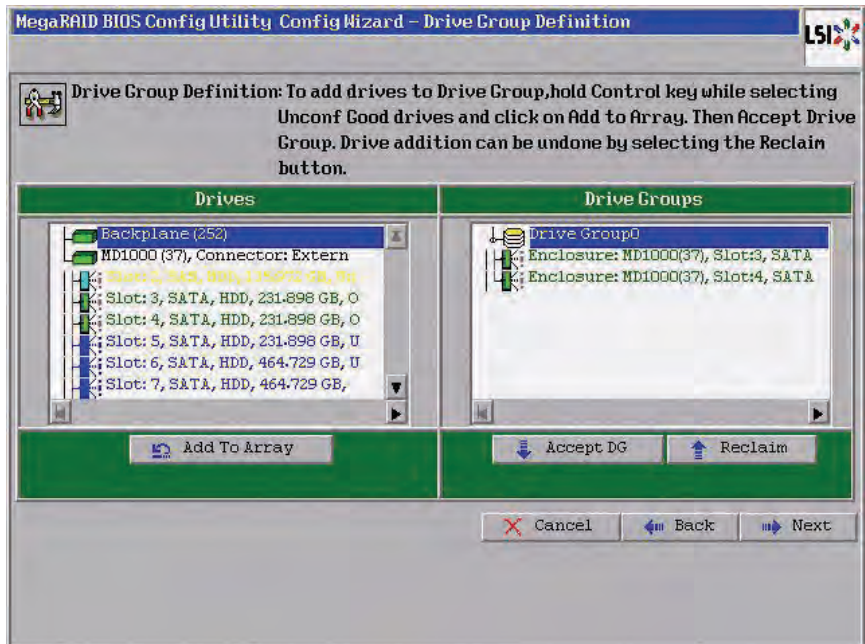 MegaRAID BIOS Config Utility Config Wizard – Drive Group Definition
LSI
Drive Group Definition: To add drives to Drive Group,hold Control key while selecting
Unconf Good drives and click on Add to Array. Then Accept Drive
Group. Drive addition can be undone by selecting the Reclaim
button.
Drives
Backplane (252)
MD1000 (37), Connector: Extern
Slot: 3, SATA, HDD, 231.898 GB, O
Slot: 4, SATA, HDD, 231.898 GB, O
Slot: 5, SATA, HDD, 231.898 GB, U
Slot: 6, SATA, HDD, 464.729 GB, U
Slot: 7, SATA, HDD, 464.729 GB,
Add To Array
Drive Groups
Drive Group0
Enclosure: MD1000(37), Slot:3, SATA
Enclosure: MD1000(37), Slot:4, SATA
Accept DG
Reclaim
Cancel
Back
Next